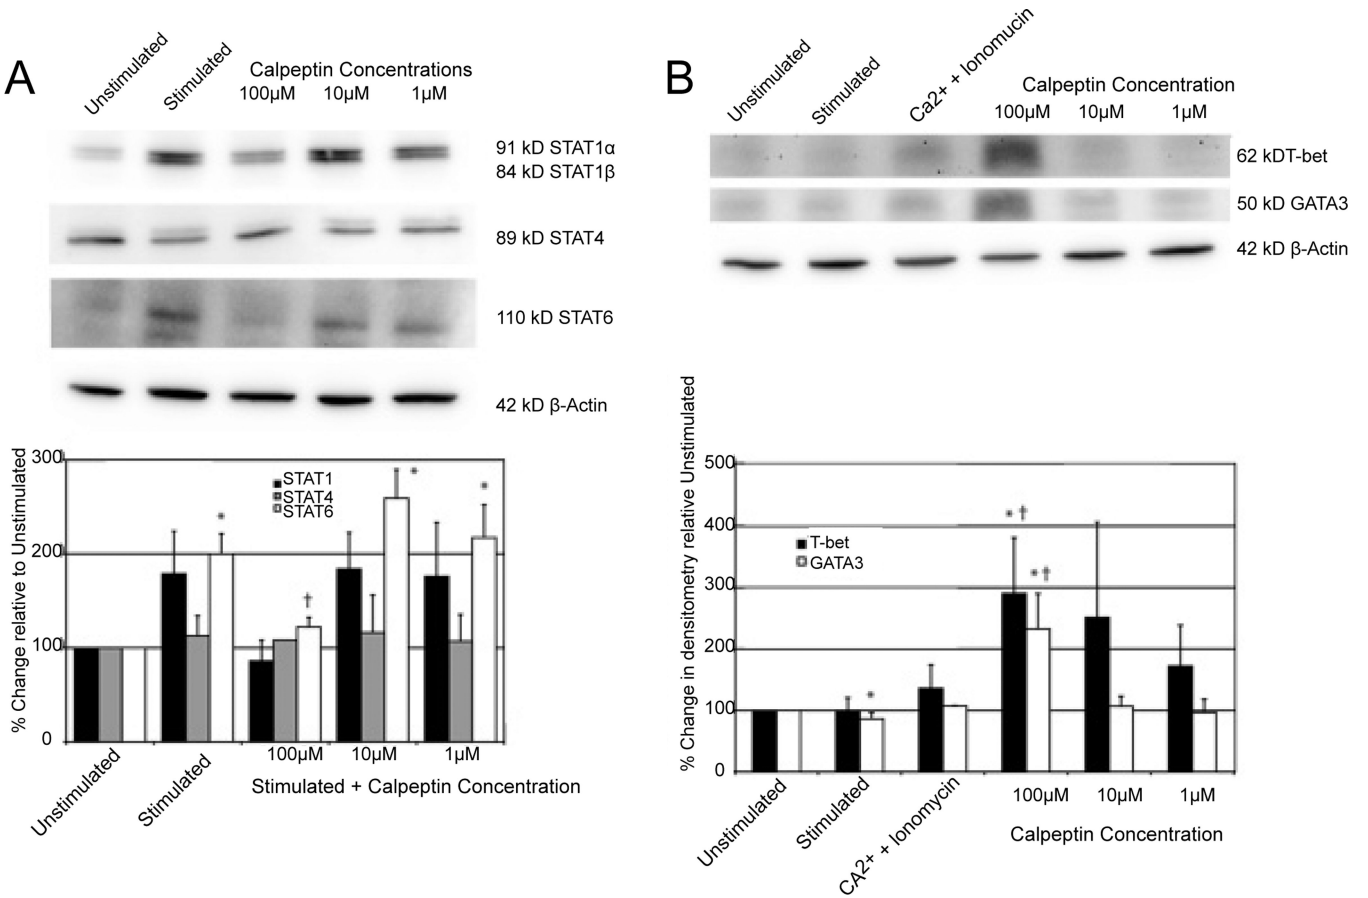 A
Unstimulated
Stimulated
Calpeptin Concentrations
100µM 10µM 1µM
91 kD STAT1α
84 kD STAT1β
89 kD STAT4
110 kD STAT6
42 kD β-Actin
% Change relative to Unstimulated
300
200
100
0
STAT1
STAT4
STAT6
*
†
*
*
Unstimulated
Stimulated
100µM 10µM 1µM
Stimulated + Calpeptin Concentration
B
Unstimulated
Stimulated
Ca2+ + Ionomucin
Calpeptin Concentration
100µM 10µM 1µM
62 kDT-bet
50 kD GATA3
42 kD β-Actin
% Change in densitometry relative Unstimulated
500
400
300
200
100
0
T-bet
GATA3
*
* †
*†
Unstimulated
Stimulated
CA2+ + Ionomycin
100µM 10µM 1µM
Calpeptin Concentration